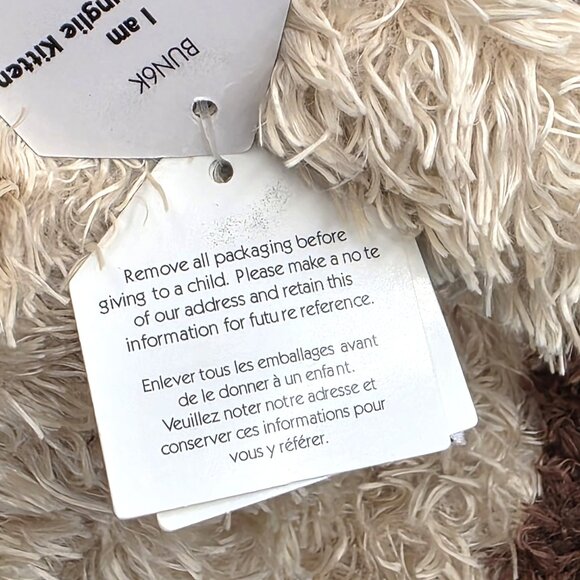 BUN6K
I am
nglie Kitten
Remove all packaging before
giving to a child. Please make a no te
of our address and retain this
information for futu re reference.
Enlever tous les emballages avant
de le donner à un enfant.
Veuillez noter notre adresse et
conserver ces informations pour
vous y référer.